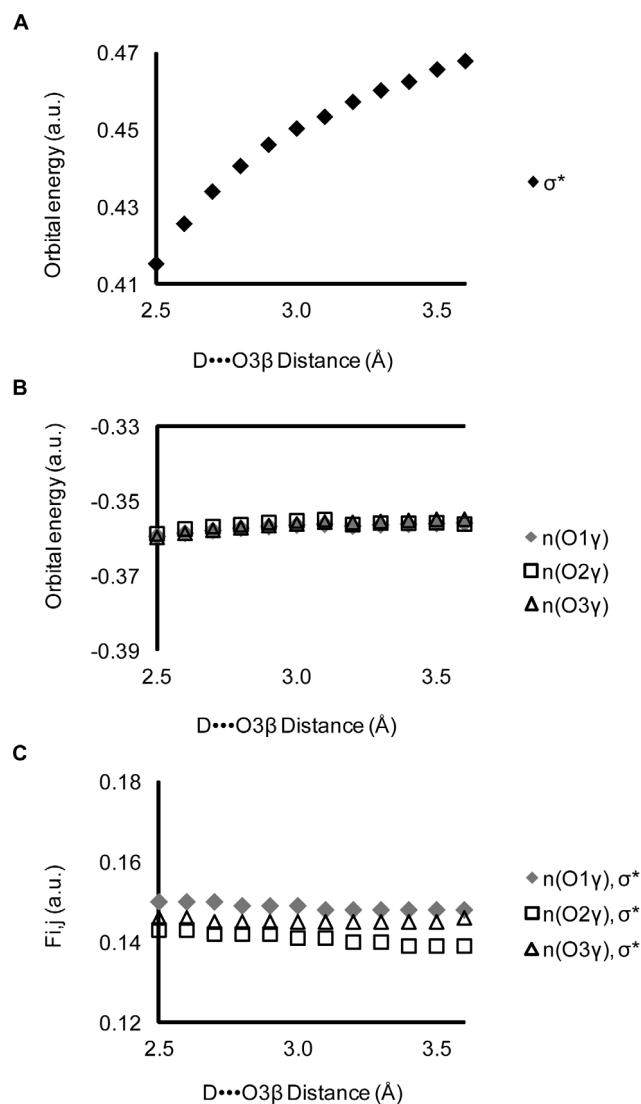 A
Orbital energy (a.u.)
0.47
0.45
0.43
0.41
2.5 3.0 3.5
D•••O3β Distance (Å)
σ*
B
Orbital energy (a.u.)
-0.33
-0.35
-0.37
-0.39
2.5 3.0 3.5
D•••O3β Distance (Å)
n(O1γ)
n(O2γ)
n(O3γ)
C
Fi,j (a.u.)
0.18
0.16
0.14
0.12
2.5 3.0 3.5
D•••O3β Distance (Å)
n(O1γ), σ*
n(O2γ), σ*
n(O3γ), σ*